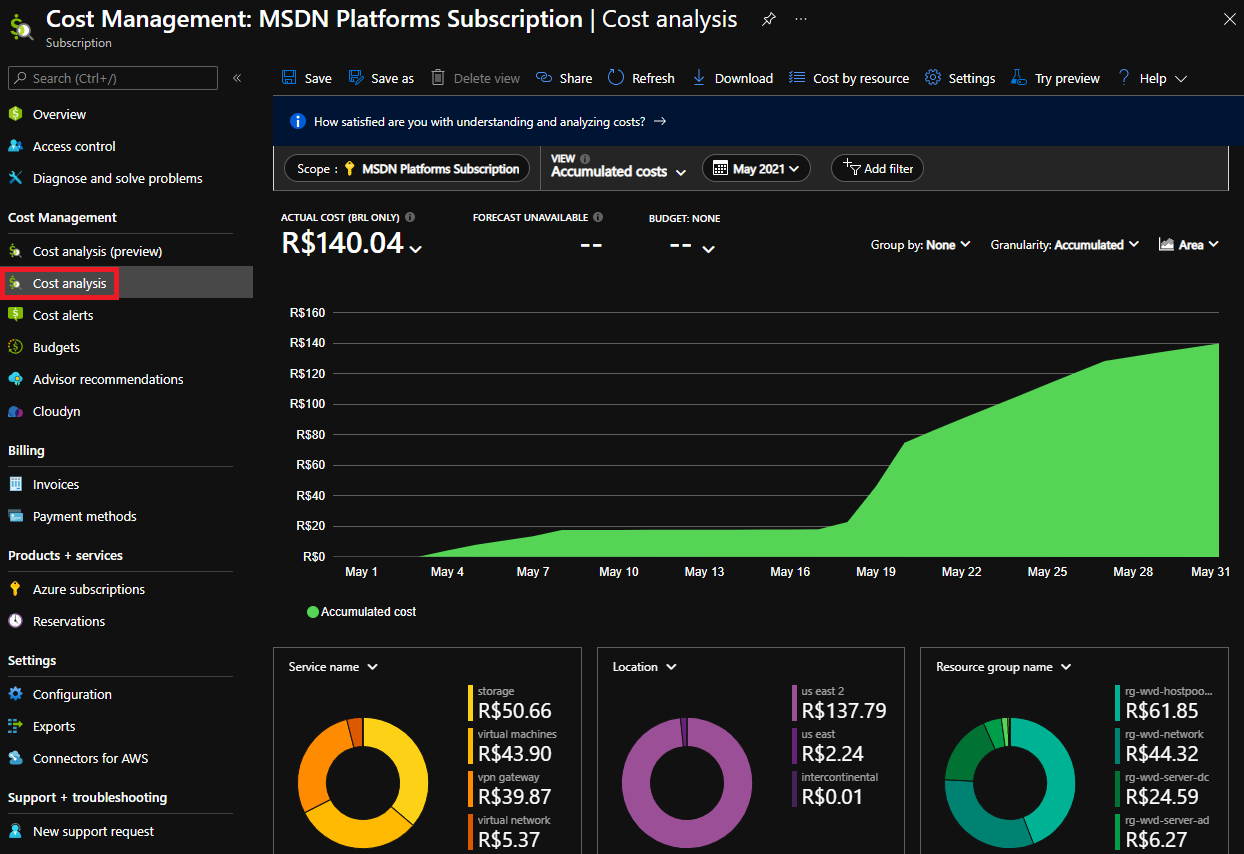 Cost Management: MSDN Platforms Subscription | Cost analysis
Subscription
Search (Ctrl+/)
Overview
Access control
Diagnose and solve problems
Cost Management
Cost analysis (preview)
Cost analysis
Cost alerts
Budgets
Advisor recommendations
Cloudyn
Billing
Invoices
Payment methods
Products + services
Azure subscriptions
Reservations
Settings
Configuration
Exports
Connectors for AWS
Support + troubleshooting
New support request
Save Save as Delete view Share Refresh Download Cost by resource Settings Try preview Help
How satisfied are you with understanding and analyzing costs? →
Scope : MSDN Platforms Subscription
VIEW
Accumulated costs
May 2021
Add filter
ACTUAL COST (BRL ONLY)
R$140.04
FORECAST UNAVAILABLE
--
BUDGET: NONE
--
Group by: None
Granularity: Accumulated
Area
R$160
R$140
R$120
R$100
R$80
R$60
R$40
R$20
R$0
May 1 May 4 May 7 May 10 May 13 May 16 May 19 May 22 May 25 May 28 May 31
Accumulated cost
Service name
storage
R$50.66
virtual machines
R$43.90
vpn gateway
R$39.87
virtual network
R$5.37
Location
us east 2
R$137.79
us east
R$2.24
intercontinental
R$0.01
Resource group name
rg-wvd-hostpoo...
R$61.85
rg-wvd-network
R$44.32
rg-wvd-server-dc
R$24.59
rg-wvd-server-ad
R$6.27